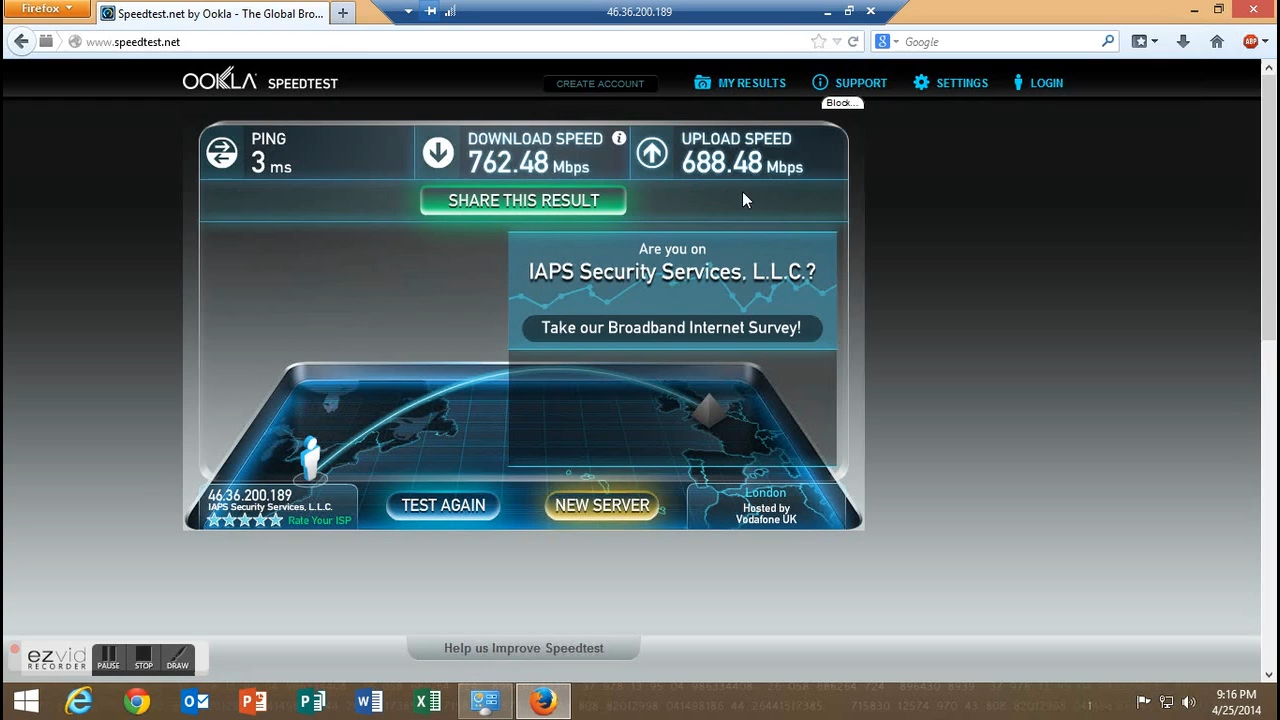 Firefox
Speedtest.net by Ookla - The Global Bro...
46.36.200.189
www.speedtest.net
Google
ABP
OOKLA SPEEDTEST
CREATE ACCOUNT
MY RESULTS
SUPPORT
SETTINGS
LOGIN
Block...
PING
3 ms
DOWNLOAD SPEED
762.48 Mbps
UPLOAD SPEED
688.48 Mbps
SHARE THIS RESULT
Are you on
IAPS Security Services, L.L.C.?
Take our Broadband Internet Survey!
46.36.200.189
IAPS Security Services, L.L.C.
Rate Your ISP
TEST AGAIN
NEW SERVER
London
Hosted by
Vodafone UK
Help us Improve Speedtest
ezvid
RECORDER
PAUSE
STOP
DRAW
9:16 PM
4/25/2014